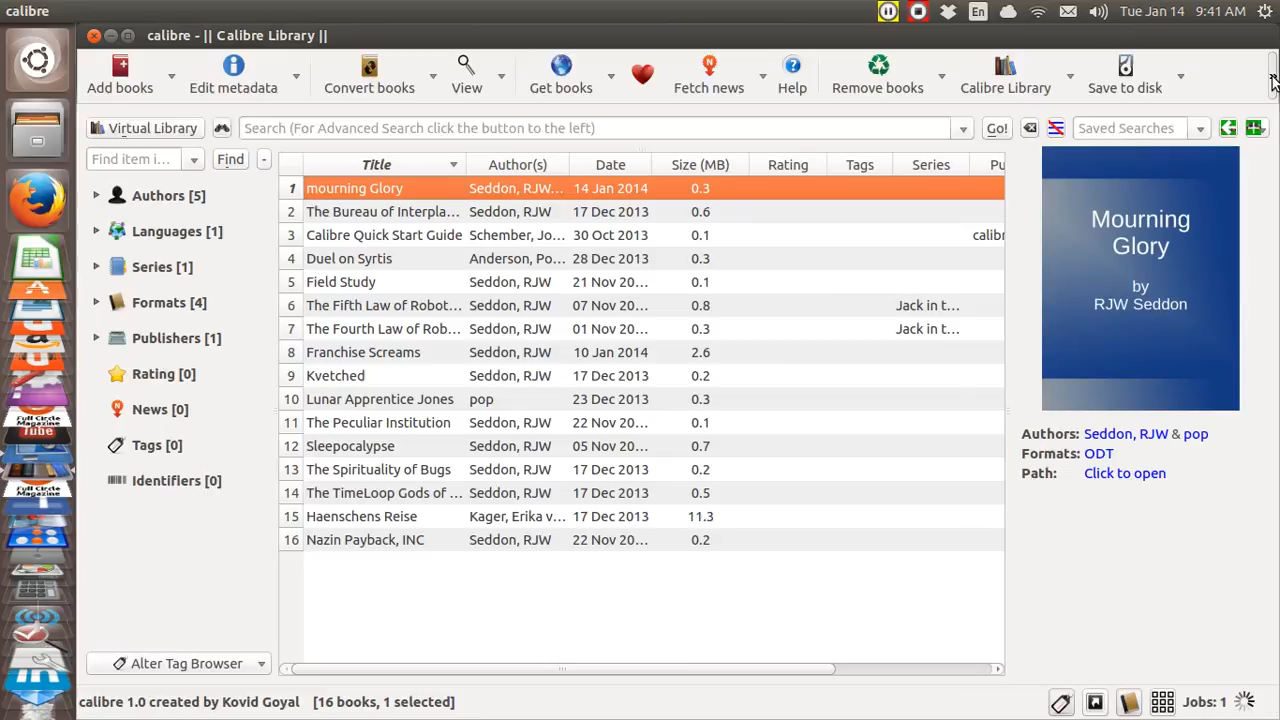 calibre
En
Tue Jan 14
9:41 AM
calibre - || Calibre Library ||
Add books
Edit metadata
Convert books
View
Get books
Fetch news
Help
Remove books
Calibre Library
Save to disk
Virtual Library
Search (For Advanced Search click the button to the left)
Go!
Saved Searches
Find item i...
Find
-
Title Author(s) Date Size (MB) Rating Tags Series Pu
1 mourning Glory Seddon, RJW... 14 Jan 2014 0.3
2 The Bureau of Interpla... Seddon, RJW 17 Dec 2013 0.6
3 Calibre Quick Start Guide Schember, Jo... 30 Oct 2013 0.1 calibr
4 Duel on Syrtis Anderson, Po... 28 Dec 2013 0.3
5 Field Study Seddon, RJW 21 Nov 20... 0.1
6 The Fifth Law of Robot... Seddon, RJW 07 Nov 20... 0.8 Jack in t...
7 The Fourth Law of Rob... Seddon, RJW 01 Nov 20... 0.3 Jack in t...
8 Franchise Screams Seddon, RJW 10 Jan 2014 2.6
9 Kvetched Seddon, RJW 17 Dec 2013 0.2
10 Lunar Apprentice Jones pop 23 Dec 2013 0.3
11 The Peculiar Institution Seddon, RJW 22 Nov 20... 0.1
12 Sleepocalypse Seddon, RJW 05 Nov 20... 0.7
13 The Spirituality of Bugs Seddon, RJW 17 Dec 2013 0.2
14 The TimeLoop Gods of ... Seddon, RJW 17 Dec 2013 0.5
15 Haenschens Reise Kager, Erika v... 17 Dec 2013 11.3
16 Nazin Payback, INC Seddon, RJW 22 Nov 20... 0.2
Authors [5]
Languages [1]
Series [1]
Formats [4]
Publishers [1]
Rating [0]
News [0]
Tags [0]
Identifiers [0]
Alter Tag Browser
Mourning
Glory
by
RJW Seddon
Authors: Seddon, RJW & pop
Formats: ODT
Path: Click to open
Full Circle
Magazine
Tube
Full Circle
Magazine
in
calibre 1.0 created by Kovid Goyal [16 books, 1 selected]
Jobs: 1